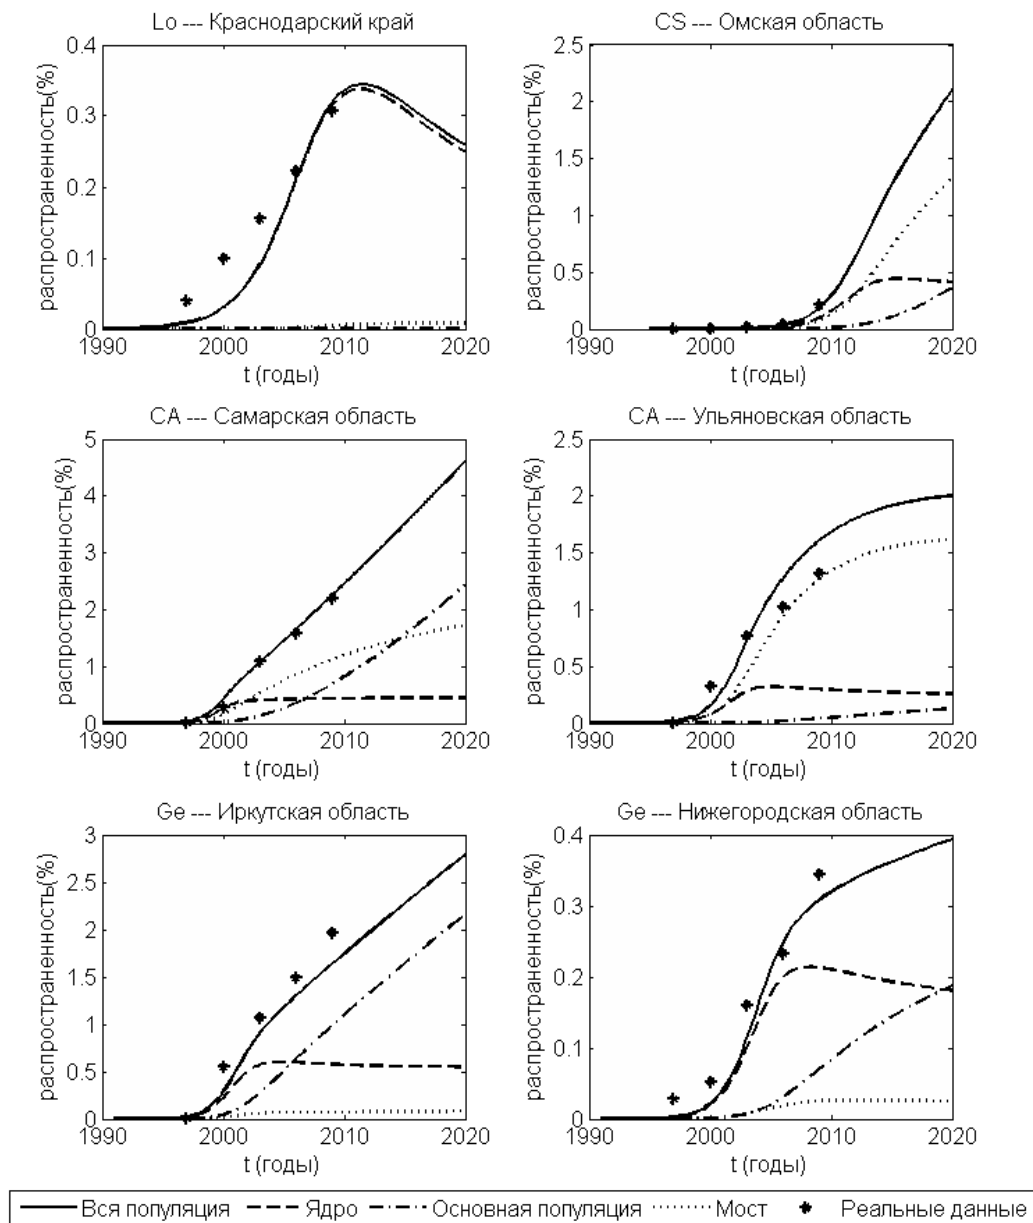 Lo --- Краснодарский край
распространенность(%)
0.4
0.3
0.2
0.1
0
1990 2000 2010 2020
t (годы)
CS --- Омская область
распространенность(%)
2.5
2
1.5
1
0.5
0
1990 2000 2010 2020
t (годы)
CA --- Самарская область
распространенность(%)
5
4
3
2
1
0
1990 2000 2010 2020
t (годы)
CA --- Ульяновская область
распространенность(%)
2.5
2
1.5
1
0.5
0
1990 2000 2010 2020
t (годы)
Ge --- Иркутская область
распространенность(%)
3
2.5
2
1.5
1
0.5
0
1990 2000 2010 2020
t (годы)
Ge --- Нижегородская область
распространенность(%)
0.4
0.3
0.2
0.1
0
1990 2000 2010 2020
t (годы)
Вся популяция Ядро Основная популяция Мост Реальные данные